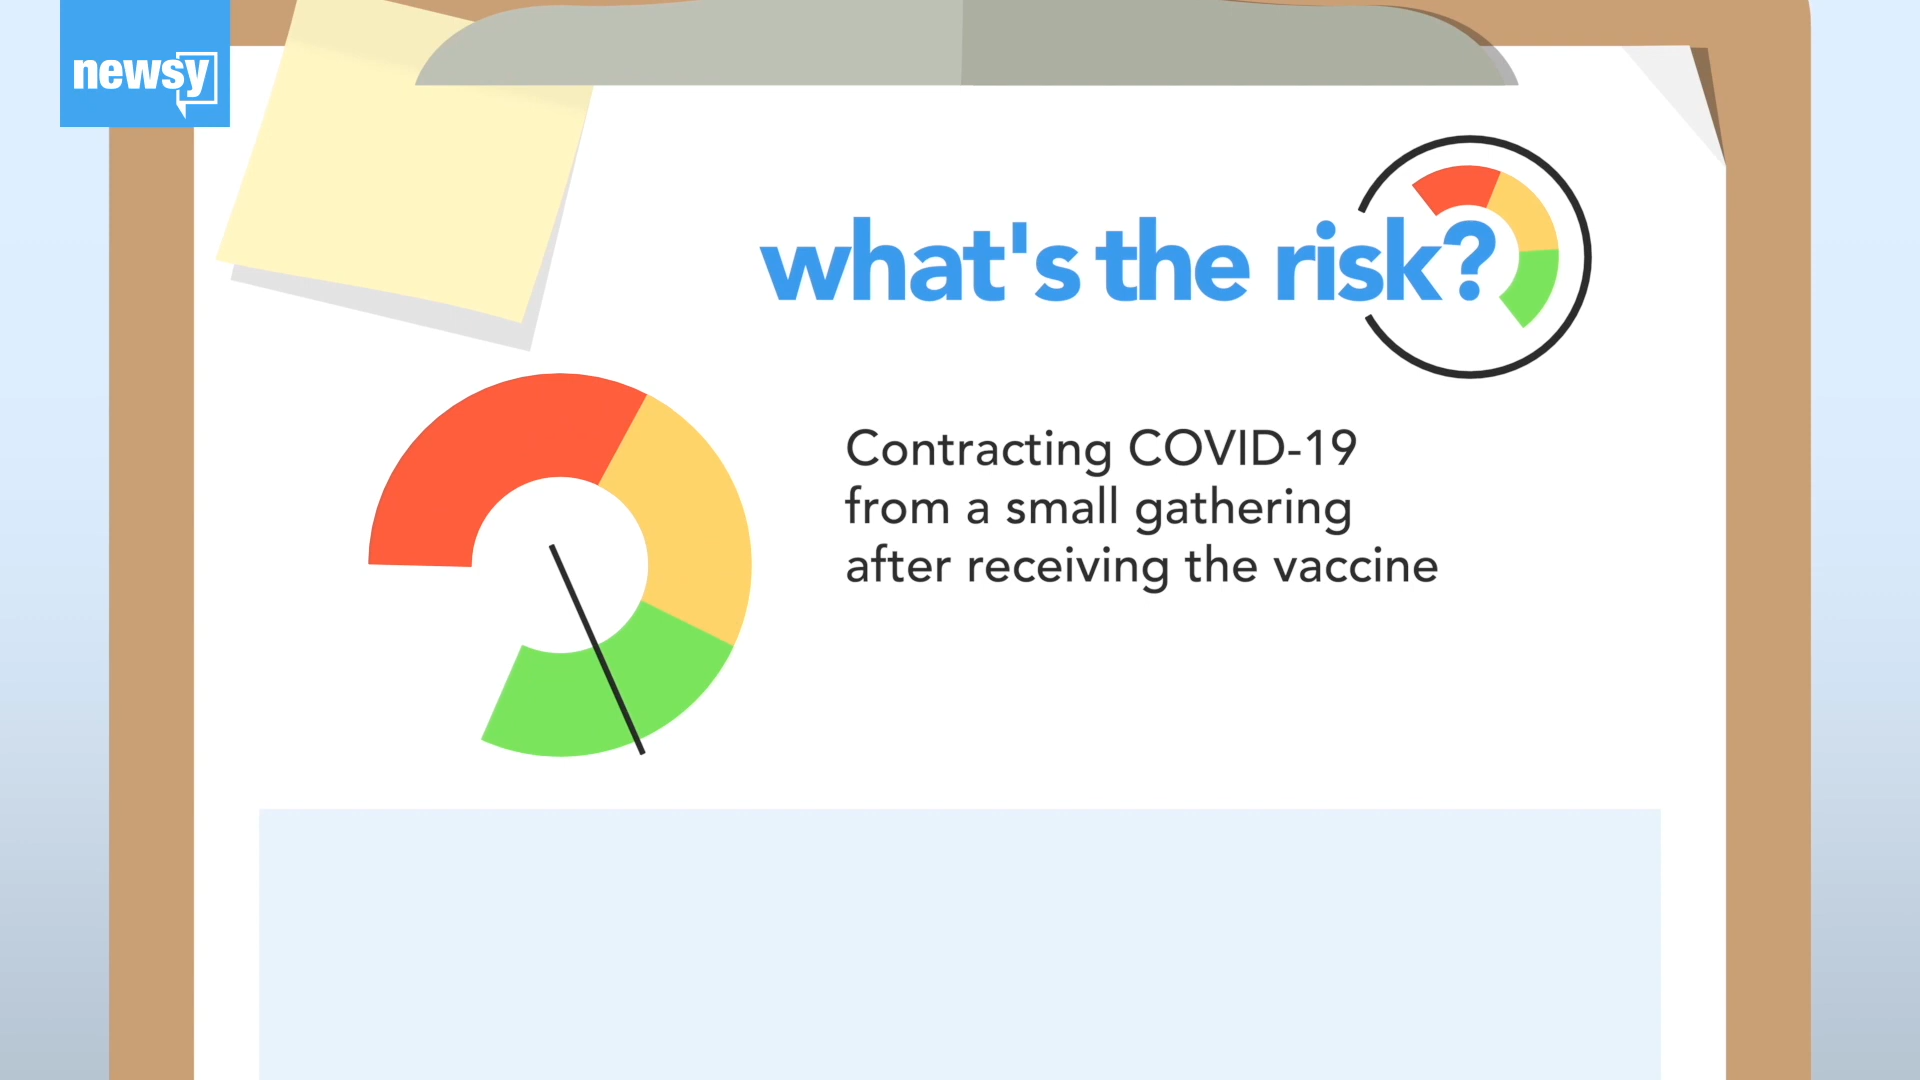 newsy
what's the risk?
Contracting COVID-19
from a small gathering
after receiving the vaccine